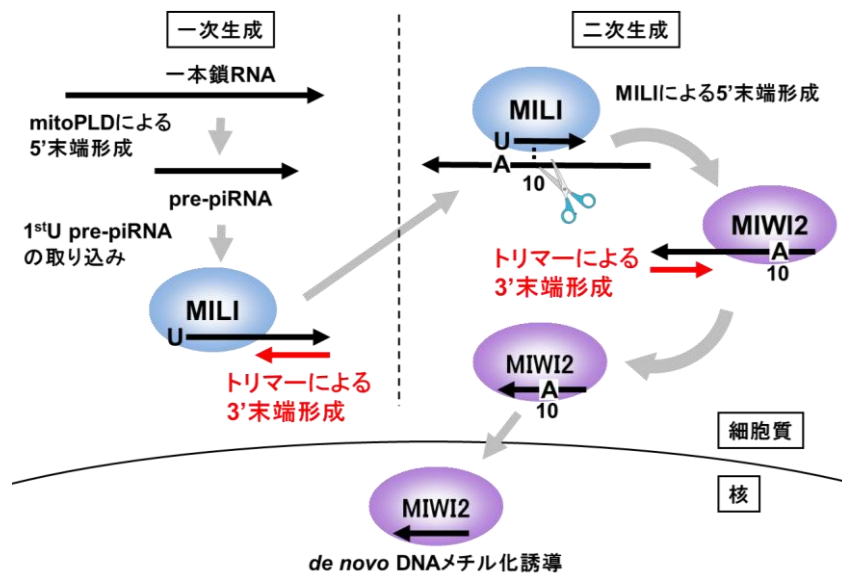 一次生成
一本鎖RNA
mitoPLDによる
5’末端形成
pre-piRNA
1stU pre-piRNA
の取り込み
MILI
U
トリマーによる
3’末端形成
二次生成
MILI
U
A
10
MILIによる5’末端形成
MIWI2
A
10
トリマーによる
3’末端形成
MIWI2
A
10
細胞質
核
MIWI2
de novo DNAメチル化誘導